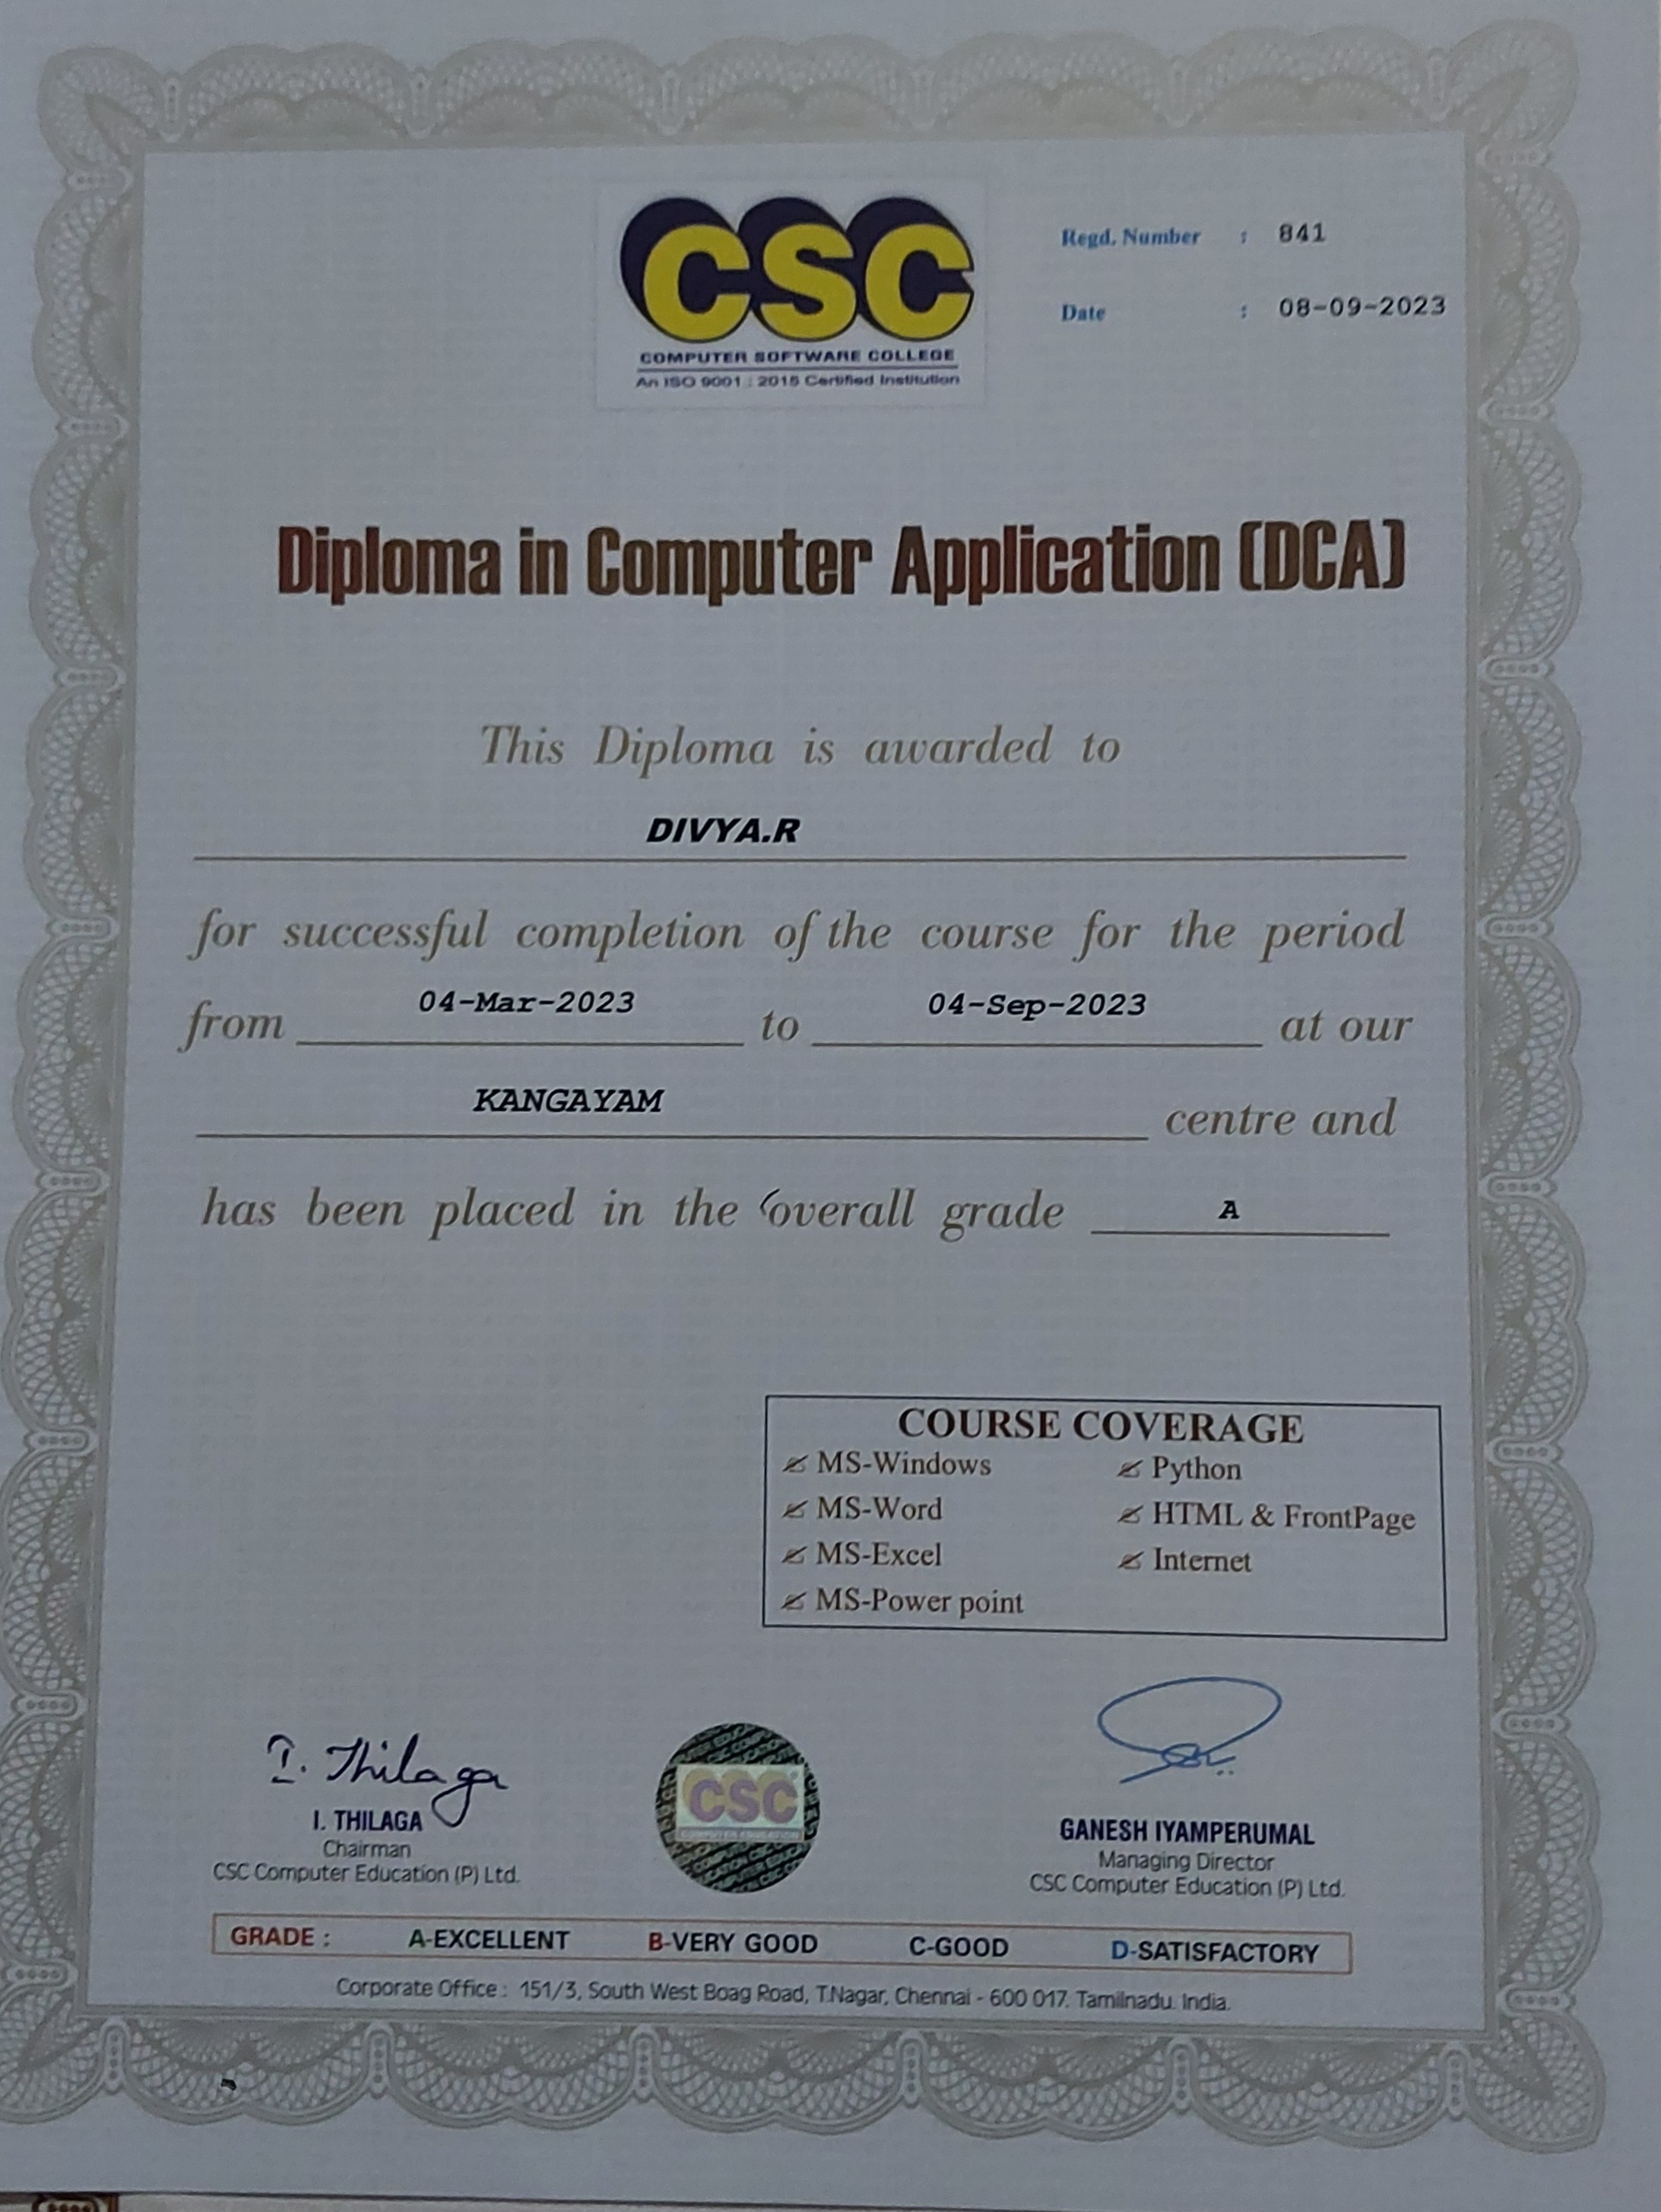 CSC
COMPUTER SOFTWARE COLLEGE
An ISO 9001 : 2015 Certified Institution
Regd. Number : 841
Date : 08-09-2023
Diploma in Computer Application (DCA)
This Diploma is awarded to
DIVYA.R
for successful completion of the course for the period
from 04-Mar-2023 to 04-Sep-2023 at our
KANGAYAM centre and
has been placed in the overall grade A
COURSE COVERAGE
MS-Windows
MS-Word
MS-Excel
MS-Power point
Python
HTML & FrontPage
Internet
I. Thilaga
I. THILAGA
Chairman
CSC Computer Education (P) Ltd.
CSC
COMPUTER EDUCATION
GANESH IYAMPERUMAL
Managing Director
CSC Computer Education (P) Ltd.
GRADE : A-EXCELLENT B-VERY GOOD C-GOOD D-SATISFACTORY
Corporate Office : 151/3, South West Boag Road, T.Nagar, Chennai - 600 017. Tamilnadu. India.